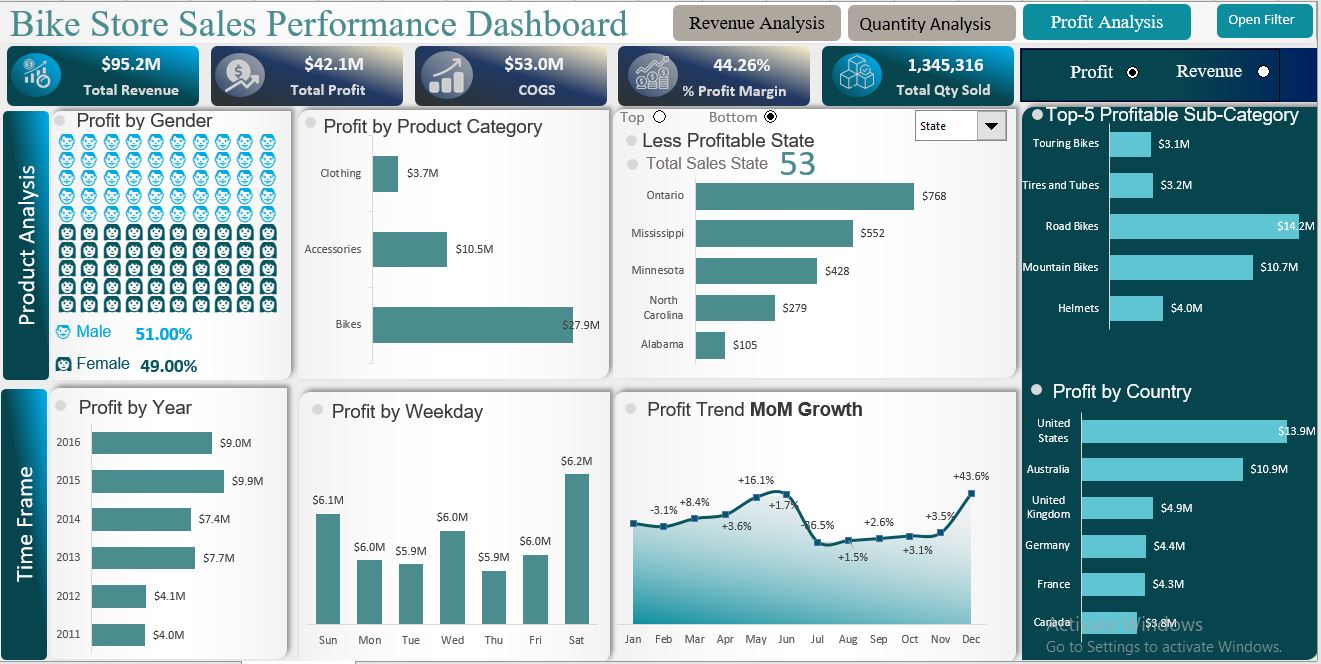 Bike Store Sales Performance Dashboard
Revenue Analysis
Quantity Analysis
Profit Analysis
Open Filter
$95.2M
Total Revenue
$42.1M
Total Profit
$53.0M
COGS
44.26%
% Profit Margin
1,345,316
Total Qty Sold
Profit
Revenue
Product Analysis
Profit by Gender
Male 51.00%
Female 49.00%
Profit by Product Category
Clothing $3.7M
Accessories $10.5M
Bikes $27.9M
Top
Bottom
State
Less Profitable State
Total Sales State 53
Ontario $768
Mississippi $552
Minnesota $428
North
Carolina
$279
Alabama $105
Top-5 Profitable Sub-Category
Touring Bikes $3.1M
Tires and Tubes $3.2M
Road Bikes $14.2M
Mountain Bikes $10.7M
Helmets $4.0M
Time Frame
Profit by Year
2016 $9.0M
2015 $9.9M
2014 $7.4M
2013 $7.7M
2012 $4.1M
2011 $4.0M
Profit by Weekday
$6.1M $6.0M $5.9M $6.0M $5.9M $6.0M $6.2M
Sun Mon Tue Wed Thu Fri Sat
Profit Trend MoM Growth
-3.1% +8.4% +3.6% +16.1% +1.7% -36.5% +1.5% +2.6% +3.1% +3.5% +43.6%
Jan Feb Mar Apr May Jun Jul Aug Sep Oct Nov Dec
Profit by Country
United
States
$13.9M
Australia $10.9M
United
Kingdom
$4.9M
Germany $4.4M
France $4.3M
Canada $3.8M
Activate Windows
Go to Settings to activate Windows.